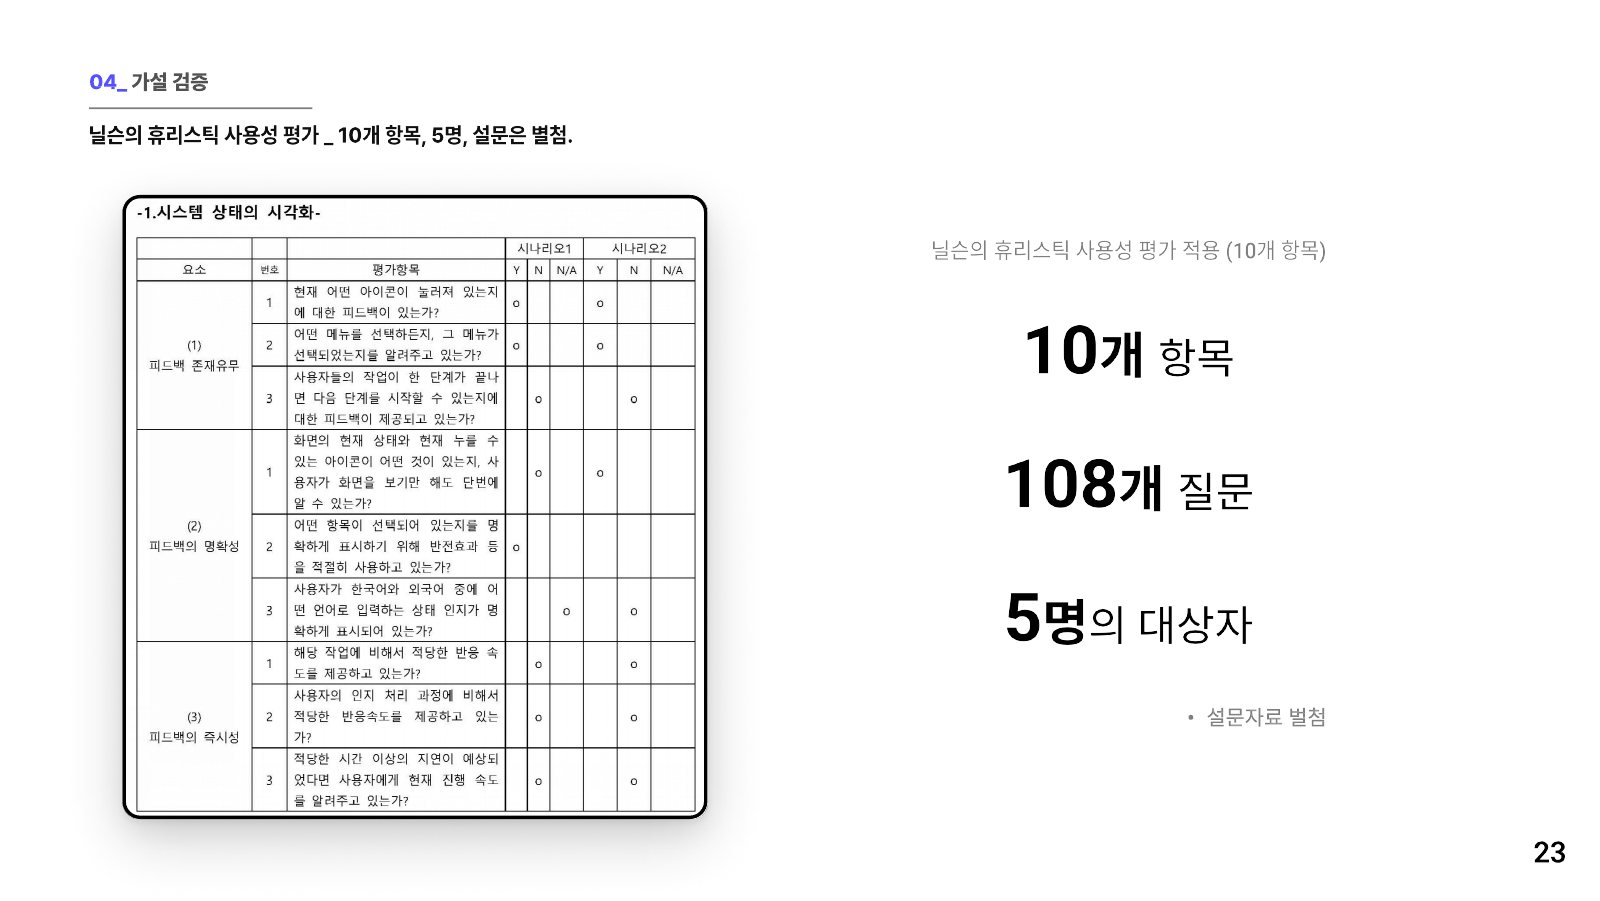 04_ 가설 검증
닐슨의 휴리스틱 사용성 평가 _ 10개 항목, 5명, 설문은 별첨.
-1.시스템 상태의 시각화-
시나리오1 시나리오2
요소 번호 평가항목 Y N N/A Y N N/A
(1)
피드백 존재유무
1 현재 어떤 아이콘이 눌러져 있는지
에 대한 피드백이 있는가? o o
2 어떤 메뉴를 선택하든지, 그 메뉴가
선택되었는지를 알려주고 있는가? o o
3 사용자들의 작업이 한 단계가 끝나
면 다음 단계를 시작할 수 있는지에 o o
대한 피드백이 제공되고 있는가?
(2)
피드백의 명확성
1 화면의 현재 상태와 현재 누를 수
있는 아이콘이 어떤 것이 있는지, 사 o o
용자가 화면을 보기만 해도 단번에
알 수 있는가?
2 어떤 항목이 선택되어 있는지를 명
확하게 표시하기 위해 반전효과 등 o
을 적절히 사용하고 있는가?
3 사용자가 한국어와 외국어 중에 어
떤 언어로 입력하는 상태 인지가 명 o o
확하게 표시되어 있는가?
(3)
피드백의 즉시성
1 해당 작업에 비해서 적당한 반응 속
도를 제공하고 있는가? o o
2 사용자의 인지 처리 과정에 비해서
적당한 반응속도를 제공하고 있는 o o
가?
3 적당한 시간 이상의 지연이 예상되
었다면 사용자에게 현재 진행 속도 o o
를 알려주고 있는가?
닐슨의 휴리스틱 사용성 평가 적용 (10개 항목)
10개 항목
108개 질문
5명의 대상자
• 설문자료 벌첨
23